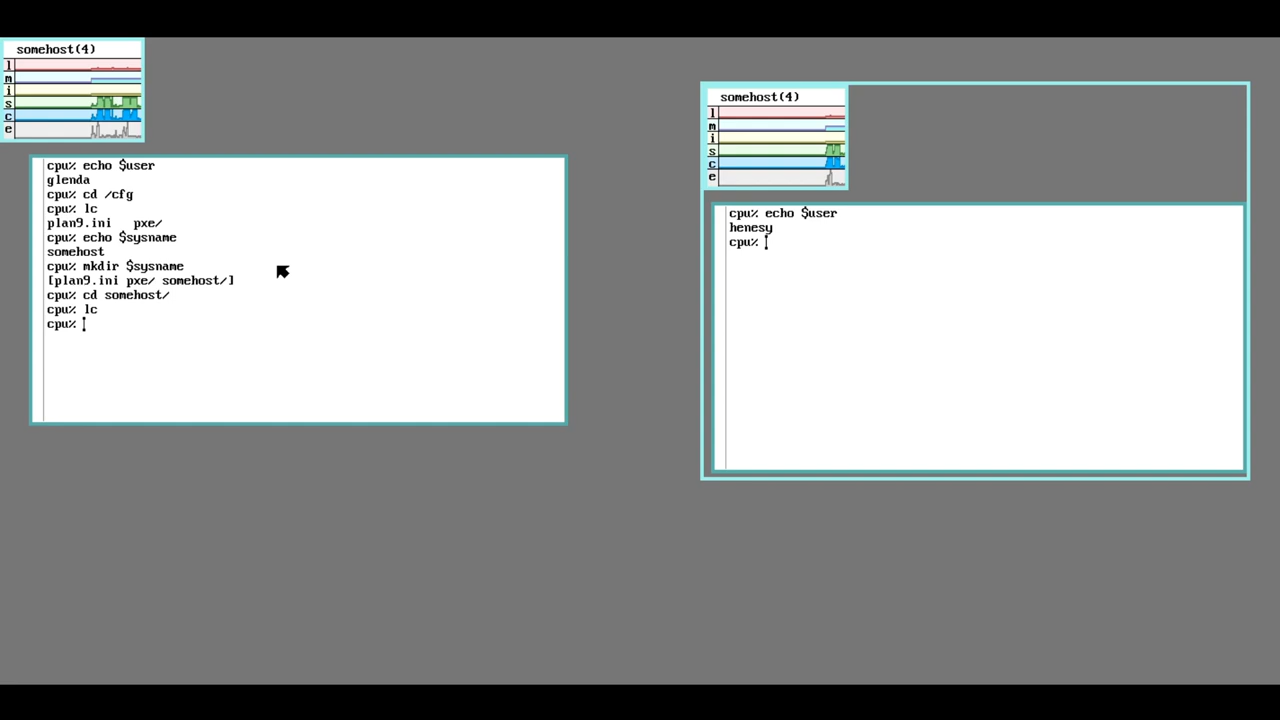 somehost(4)
l
m
i
s
c
e
cpu% echo $user
glenda
cpu% cd /cfg
cpu% lc
plan9.ini pxe/
cpu% echo $sysname
somehost
cpu% mkdir $sysname
[plan9.ini pxe/ somehost/]
cpu% cd somehost/
cpu% lc
cpu%
somehost(4)
l
m
i
s
c
e
cpu% echo $user
henesy
cpu%